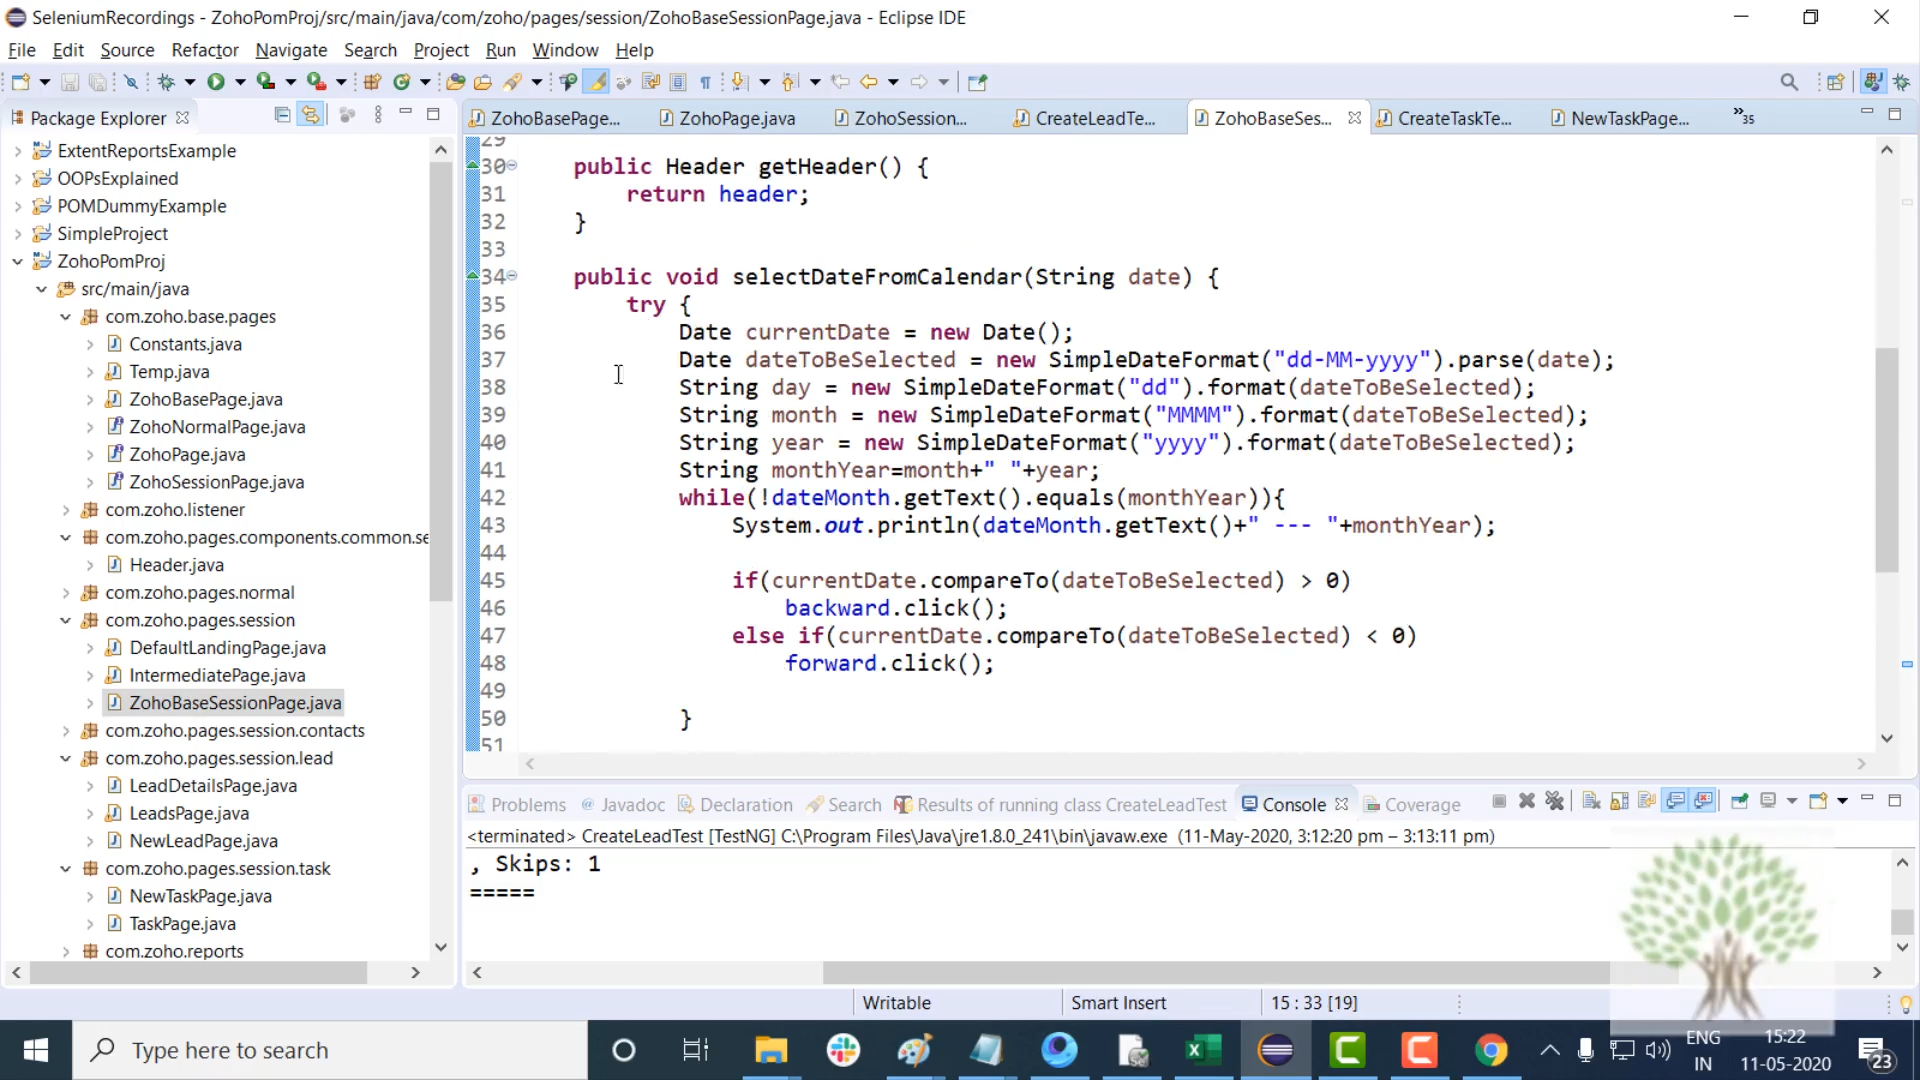 SeleniumRecordings - ZohoPomProj/src/main/java/com/zoho/pages/session/ZohoBaseSessionPage.java - Eclipse IDE
File Edit Source Refactor Navigate Search Project Run Window Help
Package Explorer
ZohoBasePage... ZohoPage.java ZohoSession... CreateLeadTe... ZohoBaseSes... CreateTaskTe... NewTaskPage... »35
ExtentReportsExample
OOPsExplained
POMDummyExample
SimpleProject
ZohoPomProj
src/main/java
com.zoho.base.pages
Constants.java
Temp.java
ZohoBasePage.java
ZohoNormalPage.java
ZohoPage.java
ZohoSessionPage.java
com.zoho.listener
com.zoho.pages.components.common.se
Header.java
com.zoho.pages.normal
com.zoho.pages.session
DefaultLandingPage.java
IntermediatePage.java
ZohoBaseSessionPage.java
com.zoho.pages.session.contacts
com.zoho.pages.session.lead
LeadDetailsPage.java
LeadsPage.java
NewLeadPage.java
com.zoho.pages.session.task
NewTaskPage.java
TaskPage.java
com.zoho.reports
29
30 public Header getHeader() {
31 return header;
32 }
33
34 public void selectDateFromCalendar(String date) {
35 try {
36 Date currentDate = new Date();
37 Date dateToBeSelected = new SimpleDateFormat("dd-MM-yyyy").parse(date);
38 String day = new SimpleDateFormat("dd").format(dateToBeSelected);
39 String month = new SimpleDateFormat("MMMM").format(dateToBeSelected);
40 String year = new SimpleDateFormat("yyyy").format(dateToBeSelected);
41 String monthYear=month+" "+year;
42 while(!dateMonth.getText().equals(monthYear)){
43 System.out.println(dateMonth.getText()+" --- "+monthYear);
44
45 if(currentDate.compareTo(dateToBeSelected) > 0)
46 backward.click();
47 else if(currentDate.compareTo(dateToBeSelected) < 0)
48 forward.click();
49
50 }
51
Problems Javadoc Declaration Search Results of running class CreateLeadTest Console Coverage
<terminated> CreateLeadTest [TestNG] C:\Program Files\Java\jre1.8.0_241\bin\javaw.exe (11-May-2020, 3:12:20 pm – 3:13:11 pm)
, Skips: 1
=====
Writable Smart Insert 15 : 33 [19]
Type here to search
ENG
IN
15:22
11-05-2020
23